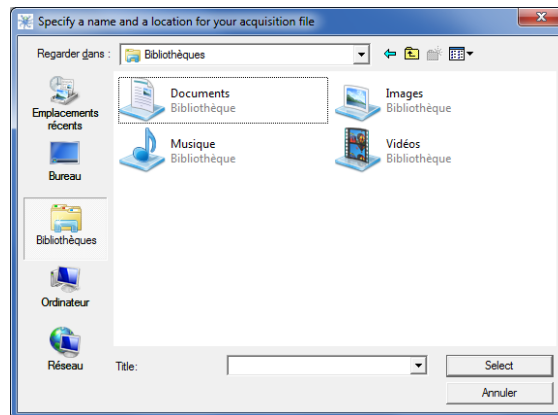 Specify a name and a location for your acquisition file
Regarder dans :
Bibliothèques
Emplacements
récents
Bureau
Bibliothèques
Ordinateur
Réseau
Documents
Bibliothèque
Images
Bibliothèque
Musique
Bibliothèque
Vidéos
Bibliothèque
Title:
Select
Annuler